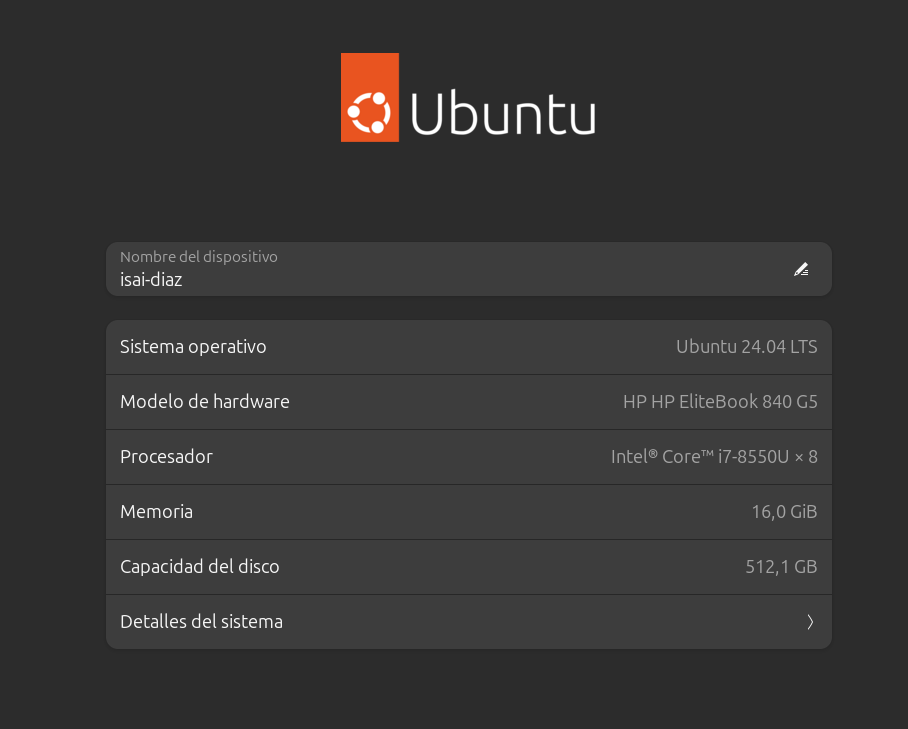 Ubuntu
Nombre del dispositivo
isai-diaz
Sistema operativo Ubuntu 24.04 LTS
Modelo de hardware HP HP EliteBook 840 G5
Procesador Intel® Core™ i7-8550U × 8
Memoria 16,0 GiB
Capacidad del disco 512,1 GB
Detalles del sistema